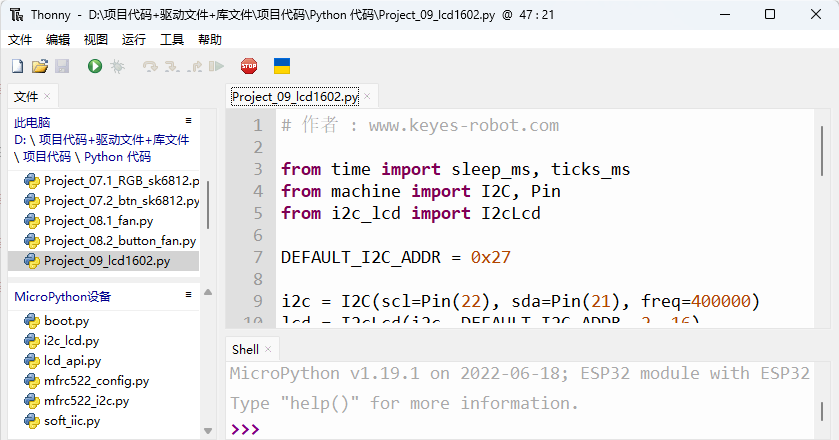 Thonny - D:\项目代码+驱动文件+库文件\项目代码\Python 代码\Project_09_lcd1602.py @ 47 : 21
文件 编辑 视图 运行 工具 帮助
STOP
文件
此电脑
D: \ 项目代码+驱动文件+库文件
\ 项目代码 \ Python 代码
Project_07.1_RGB_sk6812.py
Project_07.2_btn_sk6812.py
Project_08.1_fan.py
Project_08.2_button_fan.py
Project_09_lcd1602.py
MicroPython设备
boot.py
i2c_lcd.py
lcd_api.py
mfrc522_config.py
mfrc522_i2c.py
soft_iic.py
Project_09_lcd1602.py
1 # 作者 : www.keyes-robot.com
2
3 from time import sleep_ms, ticks_ms
4 from machine import I2C, Pin
5 from i2c_lcd import I2cLcd
6
7 DEFAULT_I2C_ADDR = 0x27
8
9 i2c = I2C(scl=Pin(22), sda=Pin(21), freq=400000)
10 lcd = I2cLcd(i2c, DEFAULT_I2C_ADDR, 2, 16)
Shell
MicroPython v1.19.1 on 2022-06-18; ESP32 module with ESP32
Type "help()" for more information.
>>>